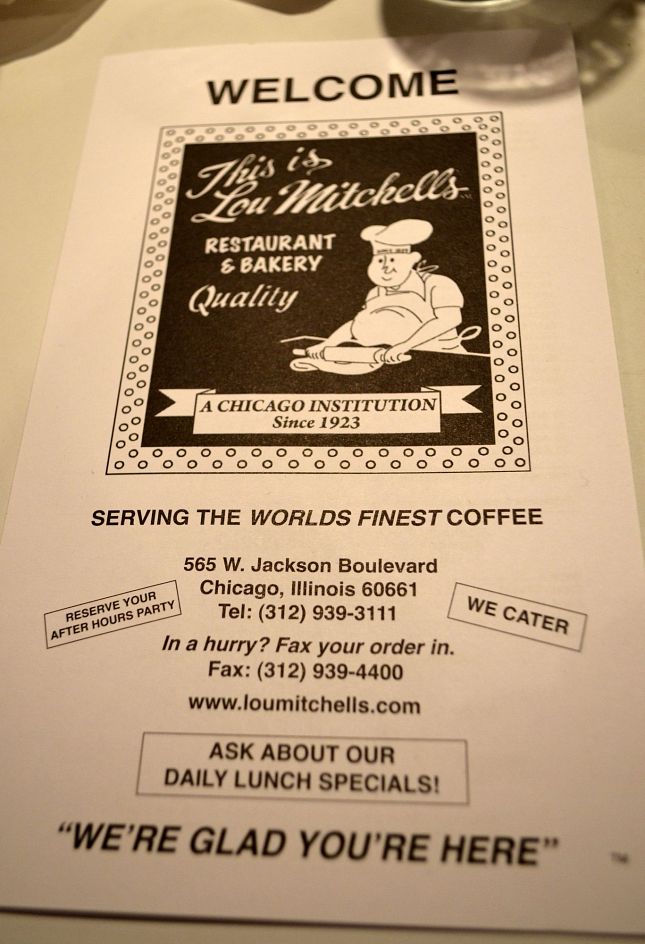 WELCOME
This is
Lou Mitchells
RESTAURANT
& BAKERY
Quality
A CHICAGO INSTITUTION
Since 1923
SERVING THE WORLDS FINEST COFFEE
565 W. Jackson Boulevard
Chicago, Illinois 60661
Tel: (312) 939-3111
RESERVE YOUR
AFTER HOURS PARTY
WE CATER
In a hurry? Fax your order in.
Fax: (312) 939-4400
www.loumitchells.com
ASK ABOUT OUR
DAILY LUNCH SPECIALS!
“WE’RE GLAD YOU’RE HERE”
TM